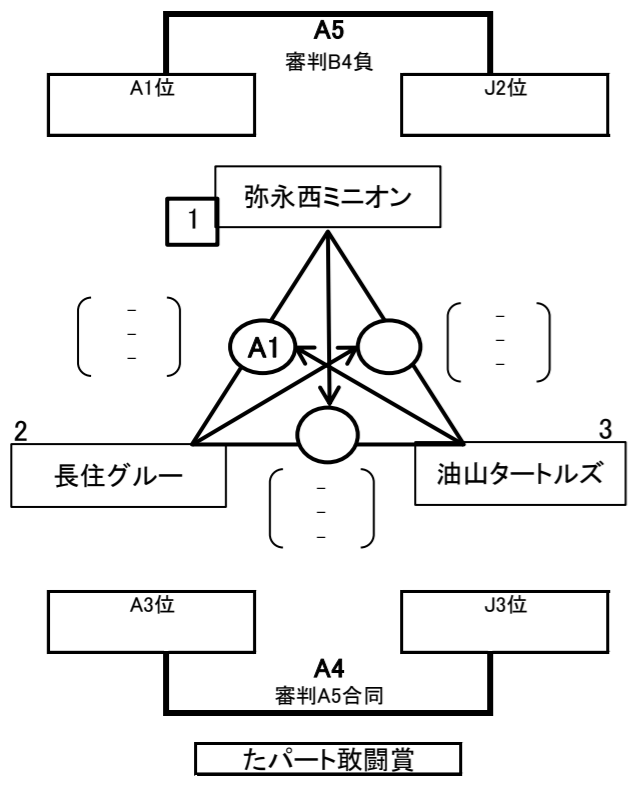 A5
審判B4負
A1位
J2位
弥永西ミニオン
1
-
-
-
A1
-
-
-
2
3
長住グルー
油山タートルズ
-
-
-
A3位
J3位
A4
審判A5合同
たパート敢闘賞